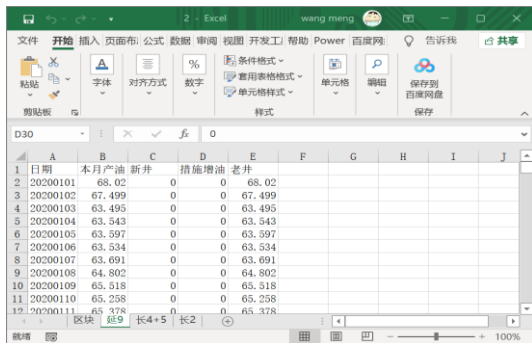 2 - Excel wang meng
文件 开始 插入 页面布 公式 数据 审阅 视图 开发工 帮助 Power 百度网 告诉我 共享
粘贴 字体 对齐方式 % 数字 条件格式 套用表格格式 单元格样式 单元格 编辑 保存到 百度网盘
剪贴板 样式 保存
D30 fx 0
A B C D E F G H I J
1 日期 本月产油 新井 措施增油 老井
2 20200101 68.02 0 0 68.02
3 20200102 67.499 0 0 67.499
4 20200103 63.495 0 0 63.495
5 20200104 63.543 0 0 63.543
6 20200105 63.597 0 0 63.597
7 20200106 63.534 0 0 63.534
8 20200107 63.691 0 0 63.691
9 20200108 64.802 0 0 64.802
10 20200109 65.518 0 0 65.518
11 20200110 65.258 0 0 65.258
12 20200111 65.378 0 0 65.378
区块 延9 长4+5 长2
就绪 100%